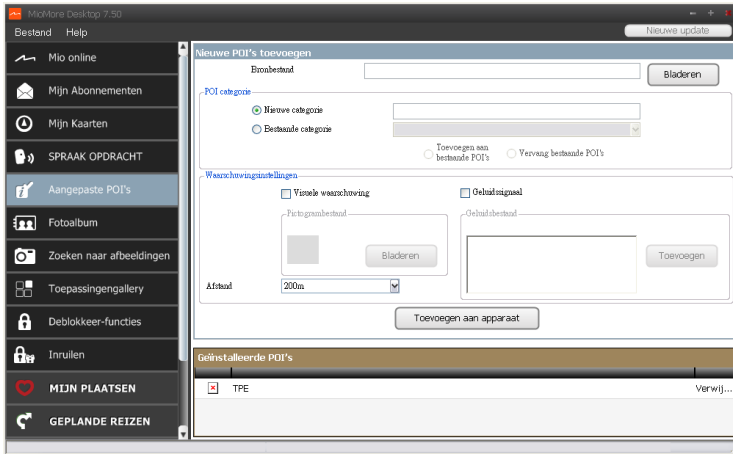 MioMore Desktop 7.50
Bestand Help
Nieuwe update
Mio online
Mijn Abonnementen
Mijn Kaarten
SPRAAK OPDRACHT
Aangepaste POI's
Fotoalbum
Zoeken naar afbeeldingen
Toepassingengallery
Deblokkeer-functies
Inruilen
MIJN PLAATSEN
GEPLANDE REIZEN
Nieuwe POI's toevoegen
Bronbestand
Bladeren
POI categorie
Nieuwe categorie
Bestaande categorie
Toevoegen aan
bestaande POI's
Vervang bestaande POI's
Waarschuwingsinstellingen
Visuele waarschuwing
Geluidssignaal
Pictogrambestand
Bladeren
Geluidsbestand
Toevoegen
Afstand
200m
Toevoegen aan apparaat
Geïnstalleerde POI's
TPE
Verwij...